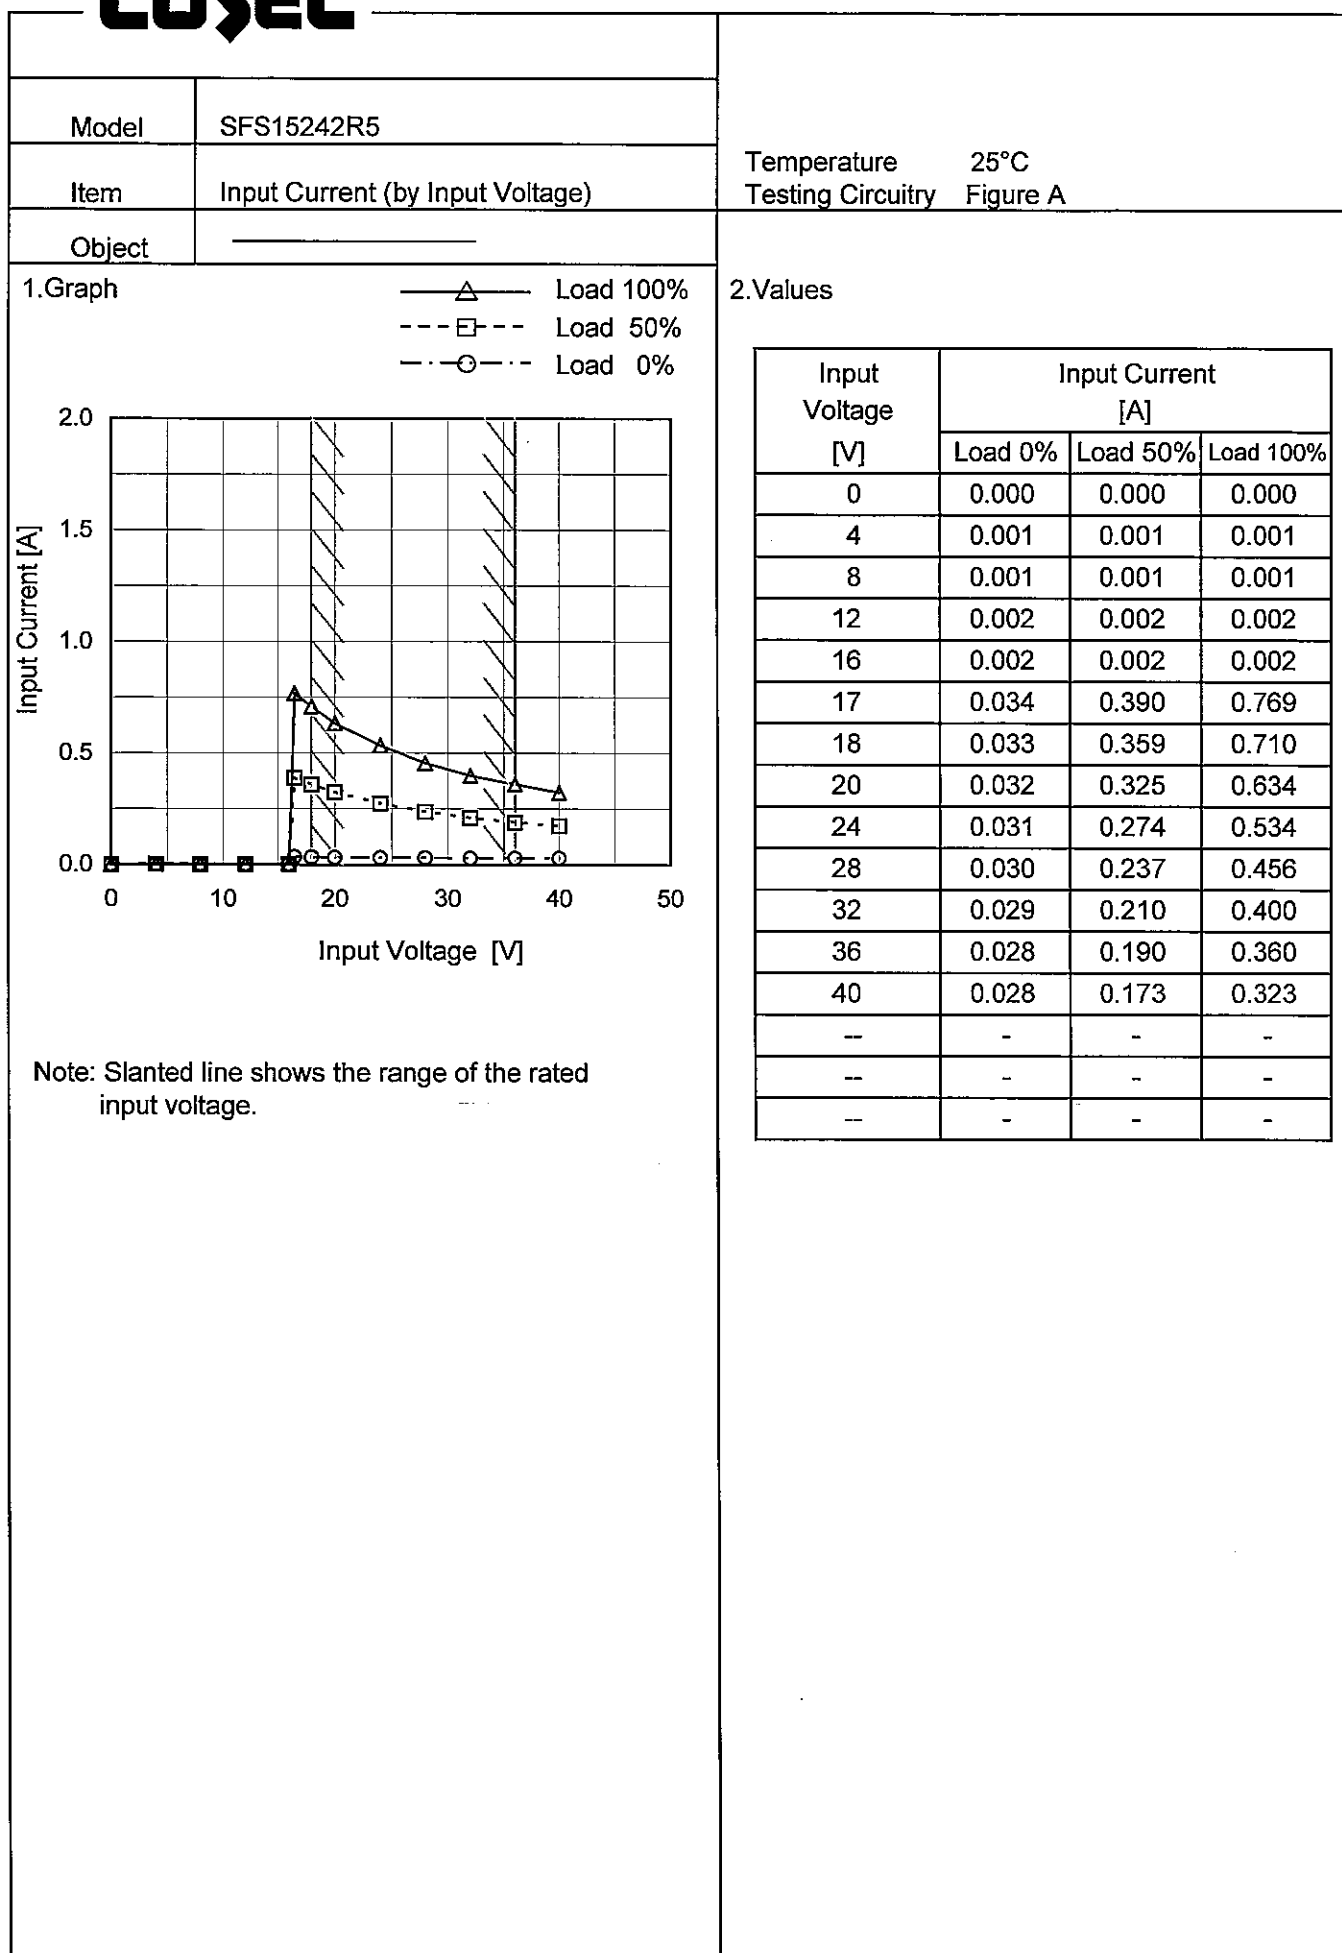 COSEL
Model SFS15242R5
Item Input Current (by Input Voltage)
Object
Temperature 25°C
Testing Circuitry Figure A
1.Graph
Load 100%
Load 50%
Load 0%
2.0
1.5
1.0
0.5
0.0
0 10 20 30 40 50
Input Current [A]
Input Voltage [V]
Note: Slanted line shows the range of the rated
input voltage.
2.Values
Input Input Current
Voltage [A]
[V] Load 0% Load 50% Load 100%
0 0.000 0.000 0.000
4 0.001 0.001 0.001
8 0.001 0.001 0.001
12 0.002 0.002 0.002
16 0.002 0.002 0.002
17 0.034 0.390 0.769
18 0.033 0.359 0.710
20 0.032 0.325 0.634
24 0.031 0.274 0.534
28 0.030 0.237 0.456
32 0.029 0.210 0.400
36 0.028 0.190 0.360
40 0.028 0.173 0.323
-- - - -
-- - - -
-- - - -